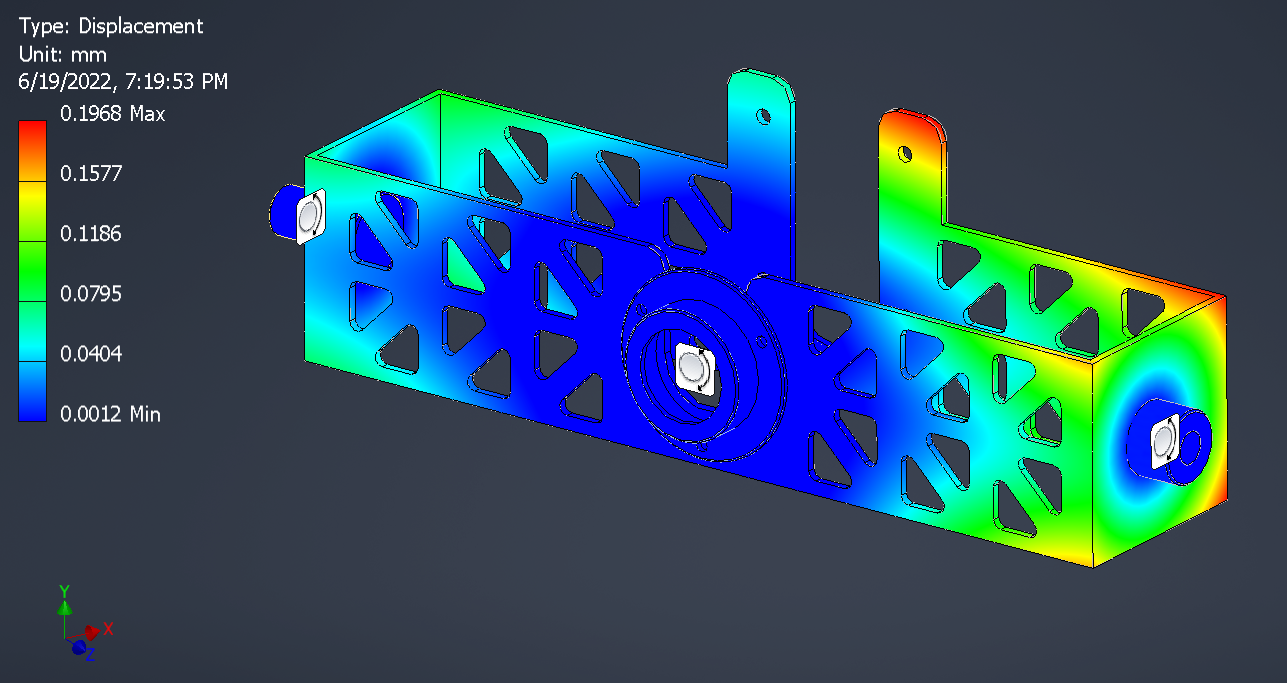 Type: Displacement
Unit: mm
6/19/2022, 7:19:53 PM
0.1968 Max
0.1577
0.1186
0.0795
0.0404
0.0012 Min
Y
X
Z